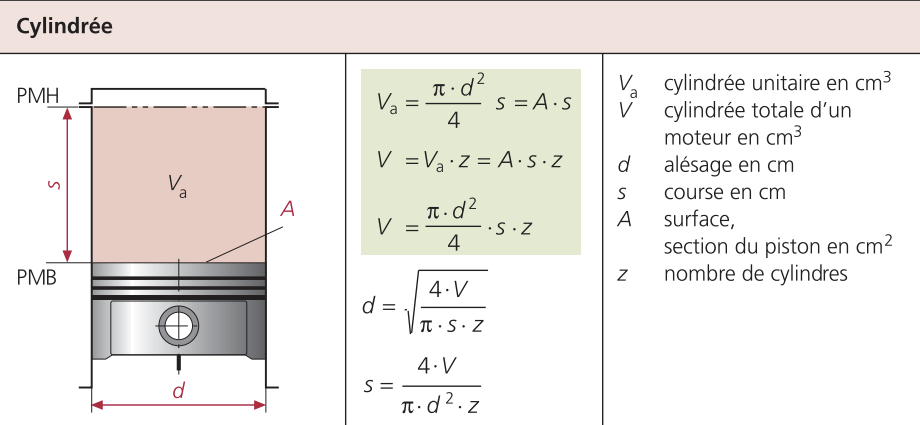 Cylindrée
PMH
s
V_a
A
PMB
d
V_a = π · d² / 4 s = A · s
V = V_a · z = A · s · z
V = π · d² / 4 · s · z
d = √(4 · V / π · s · z)
s = 4 · V / π · d² · z
V_a cylindrée unitaire en cm³
V cylindrée totale d’un
moteur en cm³
d alésage en cm
s course en cm
A surface,
section du piston en cm²
z nombre de cylindres